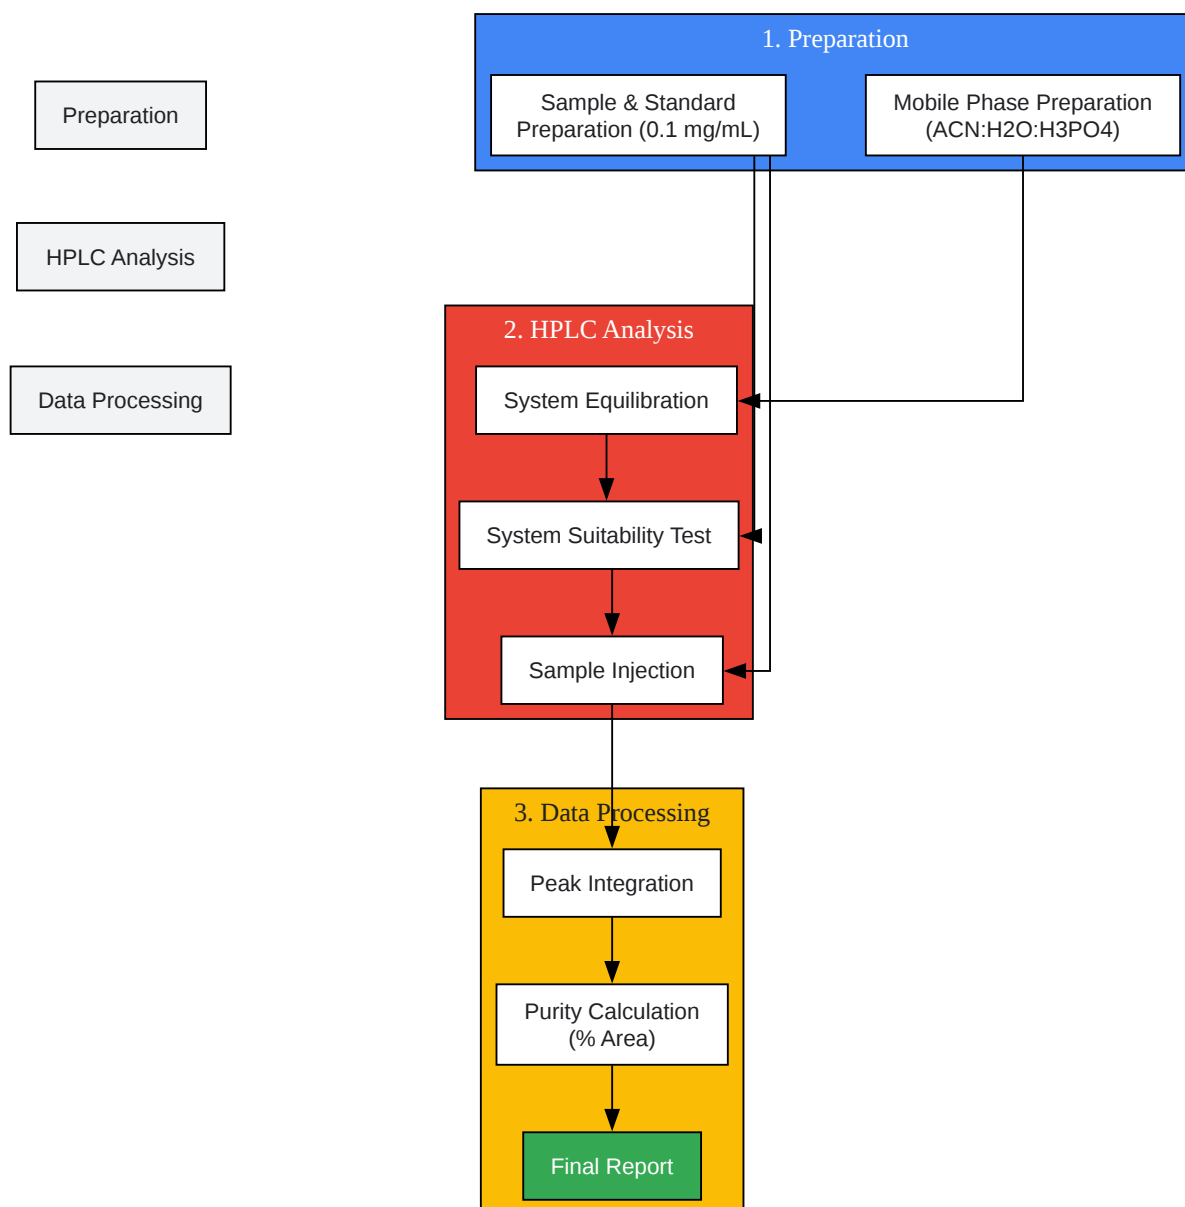 1. Preparation
Sample & Standard
Preparation (0.1 mg/mL)
Mobile Phase Preparation
(ACN:H2O:H3PO4)
Preparation
HPLC Analysis
Data Processing
2. HPLC Analysis
System Equilibration
System Suitability Test
Sample Injection
3. Data Processing
Peak Integration
Purity Calculation
(% Area)
Final Report